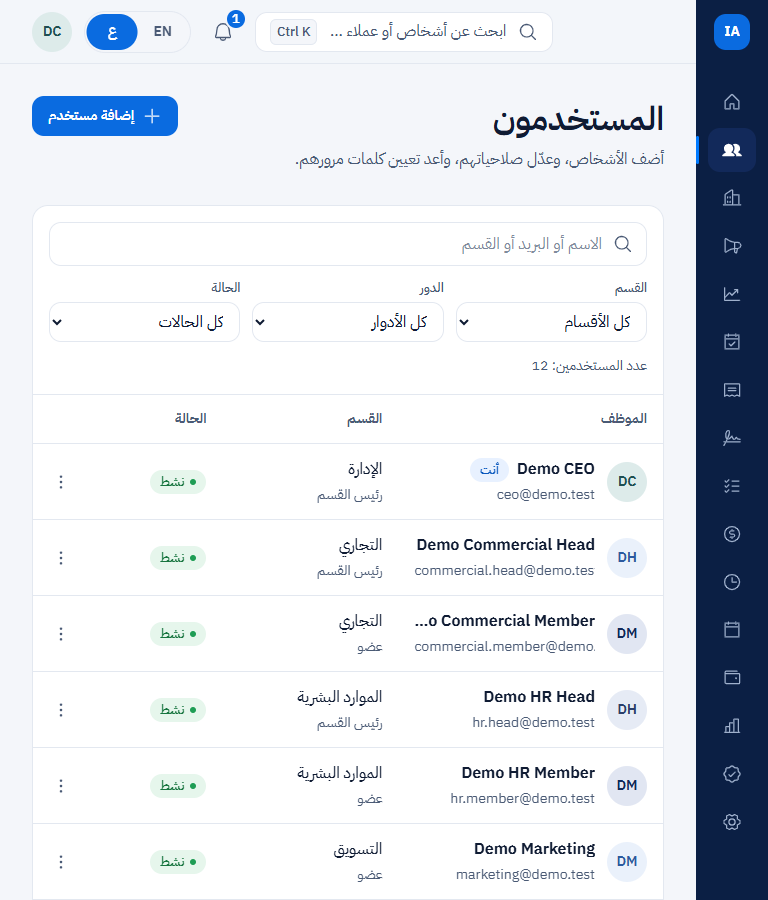 IA
ابحث عن أشخاص أو عملاء ...
Ctrl K
1
EN
ع
DC
المستخدمون
إضافة مستخدم
أضف الأشخاص، وعدّل صلاحياتهم، وأعد تعيين كلمات مرورهم.
الاسم أو البريد أو القسم
القسم الدور الحالة
كل الأقسام كل الأدوار كل الحالات
عدد المستخدمين: 12
الموظف القسم الحالة
DC Demo CEO أنت الإدارة نشط
ceo@demo.test رئيس القسم
DH Demo Commercial Head التجاري نشط
commercial.head@demo.tes رئيس القسم
DM ...o Commercial Member التجاري نشط
commercial.member@demo. عضو
DH Demo HR Head الموارد البشرية نشط
hr.head@demo.test رئيس القسم
DM Demo HR Member الموارد البشرية نشط
hr.member@demo.test عضو
DM Demo Marketing التسويق نشط
marketing@demo.test عضو